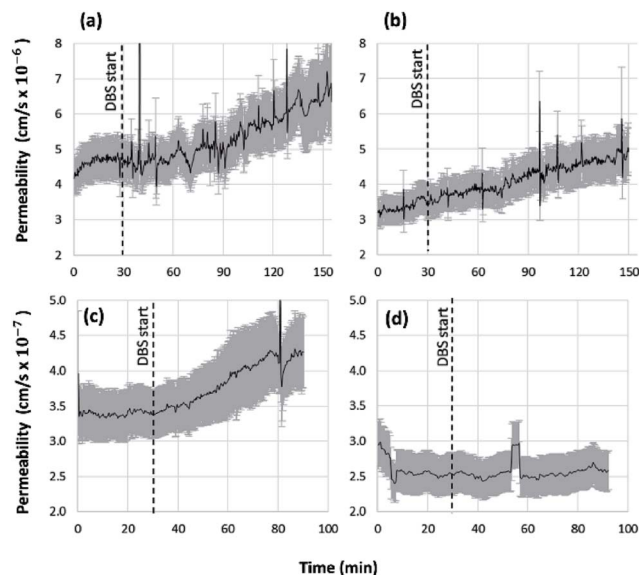 (a)
(b)
Permeability (cm/s x 10⁻⁶)
8
7
6
5
4
3
2
DBS start
0 30 60 90 120 150
8
7
6
5
4
3
2
DBS start
0 30 60 90 120 150
(c)
(d)
Permeability (cm/s x 10⁻⁷)
5.0
4.5
4.0
3.5
3.0
2.5
2.0
DBS start
0 20 40 60 80 100
5.0
4.5
4.0
3.5
3.0
2.5
2.0
DBS start
0 20 40 60 80 100
Time (min)